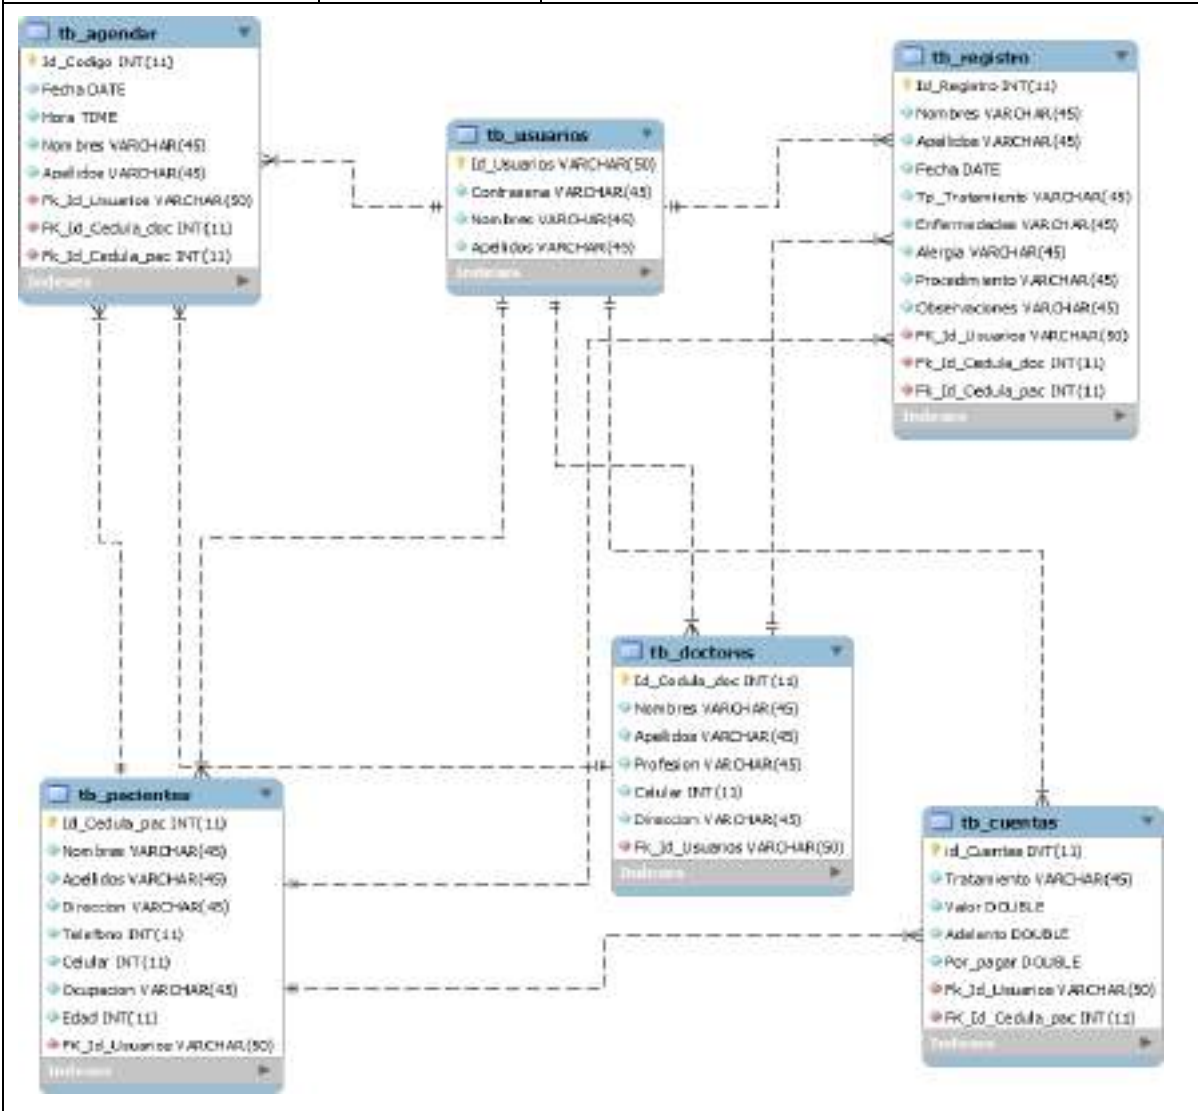 tb_agendar
Id_Codigo INT(11)
Fecha DATE
Hora TIME
Nombres VARCHAR(45)
Apellidos VARCHAR(45)
Fk_Id_Usuarios VARCHAR(50)
FK_Id_Cedula_doc INT(11)
Fk_Id_Cedula_pac INT(11)
Indexes
tb_usuarios
Id_Usuarios VARCHAR(50)
Contrasena VARCHAR(45)
Nombres VARCHAR(45)
Apellidos VARCHAR(45)
Indexes
tb_registro
Id_Registro INT(11)
Nombres VARCHAR(45)
Apellidos VARCHAR(45)
Fecha DATE
Tp_Tratamiento VARCHAR(45)
Enfermedades VARCHAR(45)
Alergia VARCHAR(45)
Procedimiento VARCHAR(45)
Observaciones VARCHAR(45)
FK_Id_Usuarios VARCHAR(50)
Fk_Id_Cedula_doc INT(11)
Fk_Id_Cedula_pac INT(11)
Indexes
tb_doctores
Id_Cedula_doc INT(11)
Nombres VARCHAR(45)
Apellidos VARCHAR(45)
Profesion VARCHAR(45)
Celular INT(11)
Direccion VARCHAR(45)
Fk_Id_Usuarios VARCHAR(50)
Indexes
tb_pacientes
Id_Cedula_pac INT(11)
Nombres VARCHAR(45)
Apellidos VARCHAR(45)
Direccion VARCHAR(45)
Telefono INT(11)
Celular INT(11)
Ocupacion VARCHAR(45)
Edad INT(11)
FK_Id_Usuarios VARCHAR(50)
Indexes
tb_cuentas
id_Cuentas INT(11)
Tratamiento VARCHAR(45)
Valor DOUBLE
Adelanto DOUBLE
Por_pagar DOUBLE
Fk_Id_Usuarios VARCHAR(50)
FK_Id_Cedula_pac INT(11)
Indexes